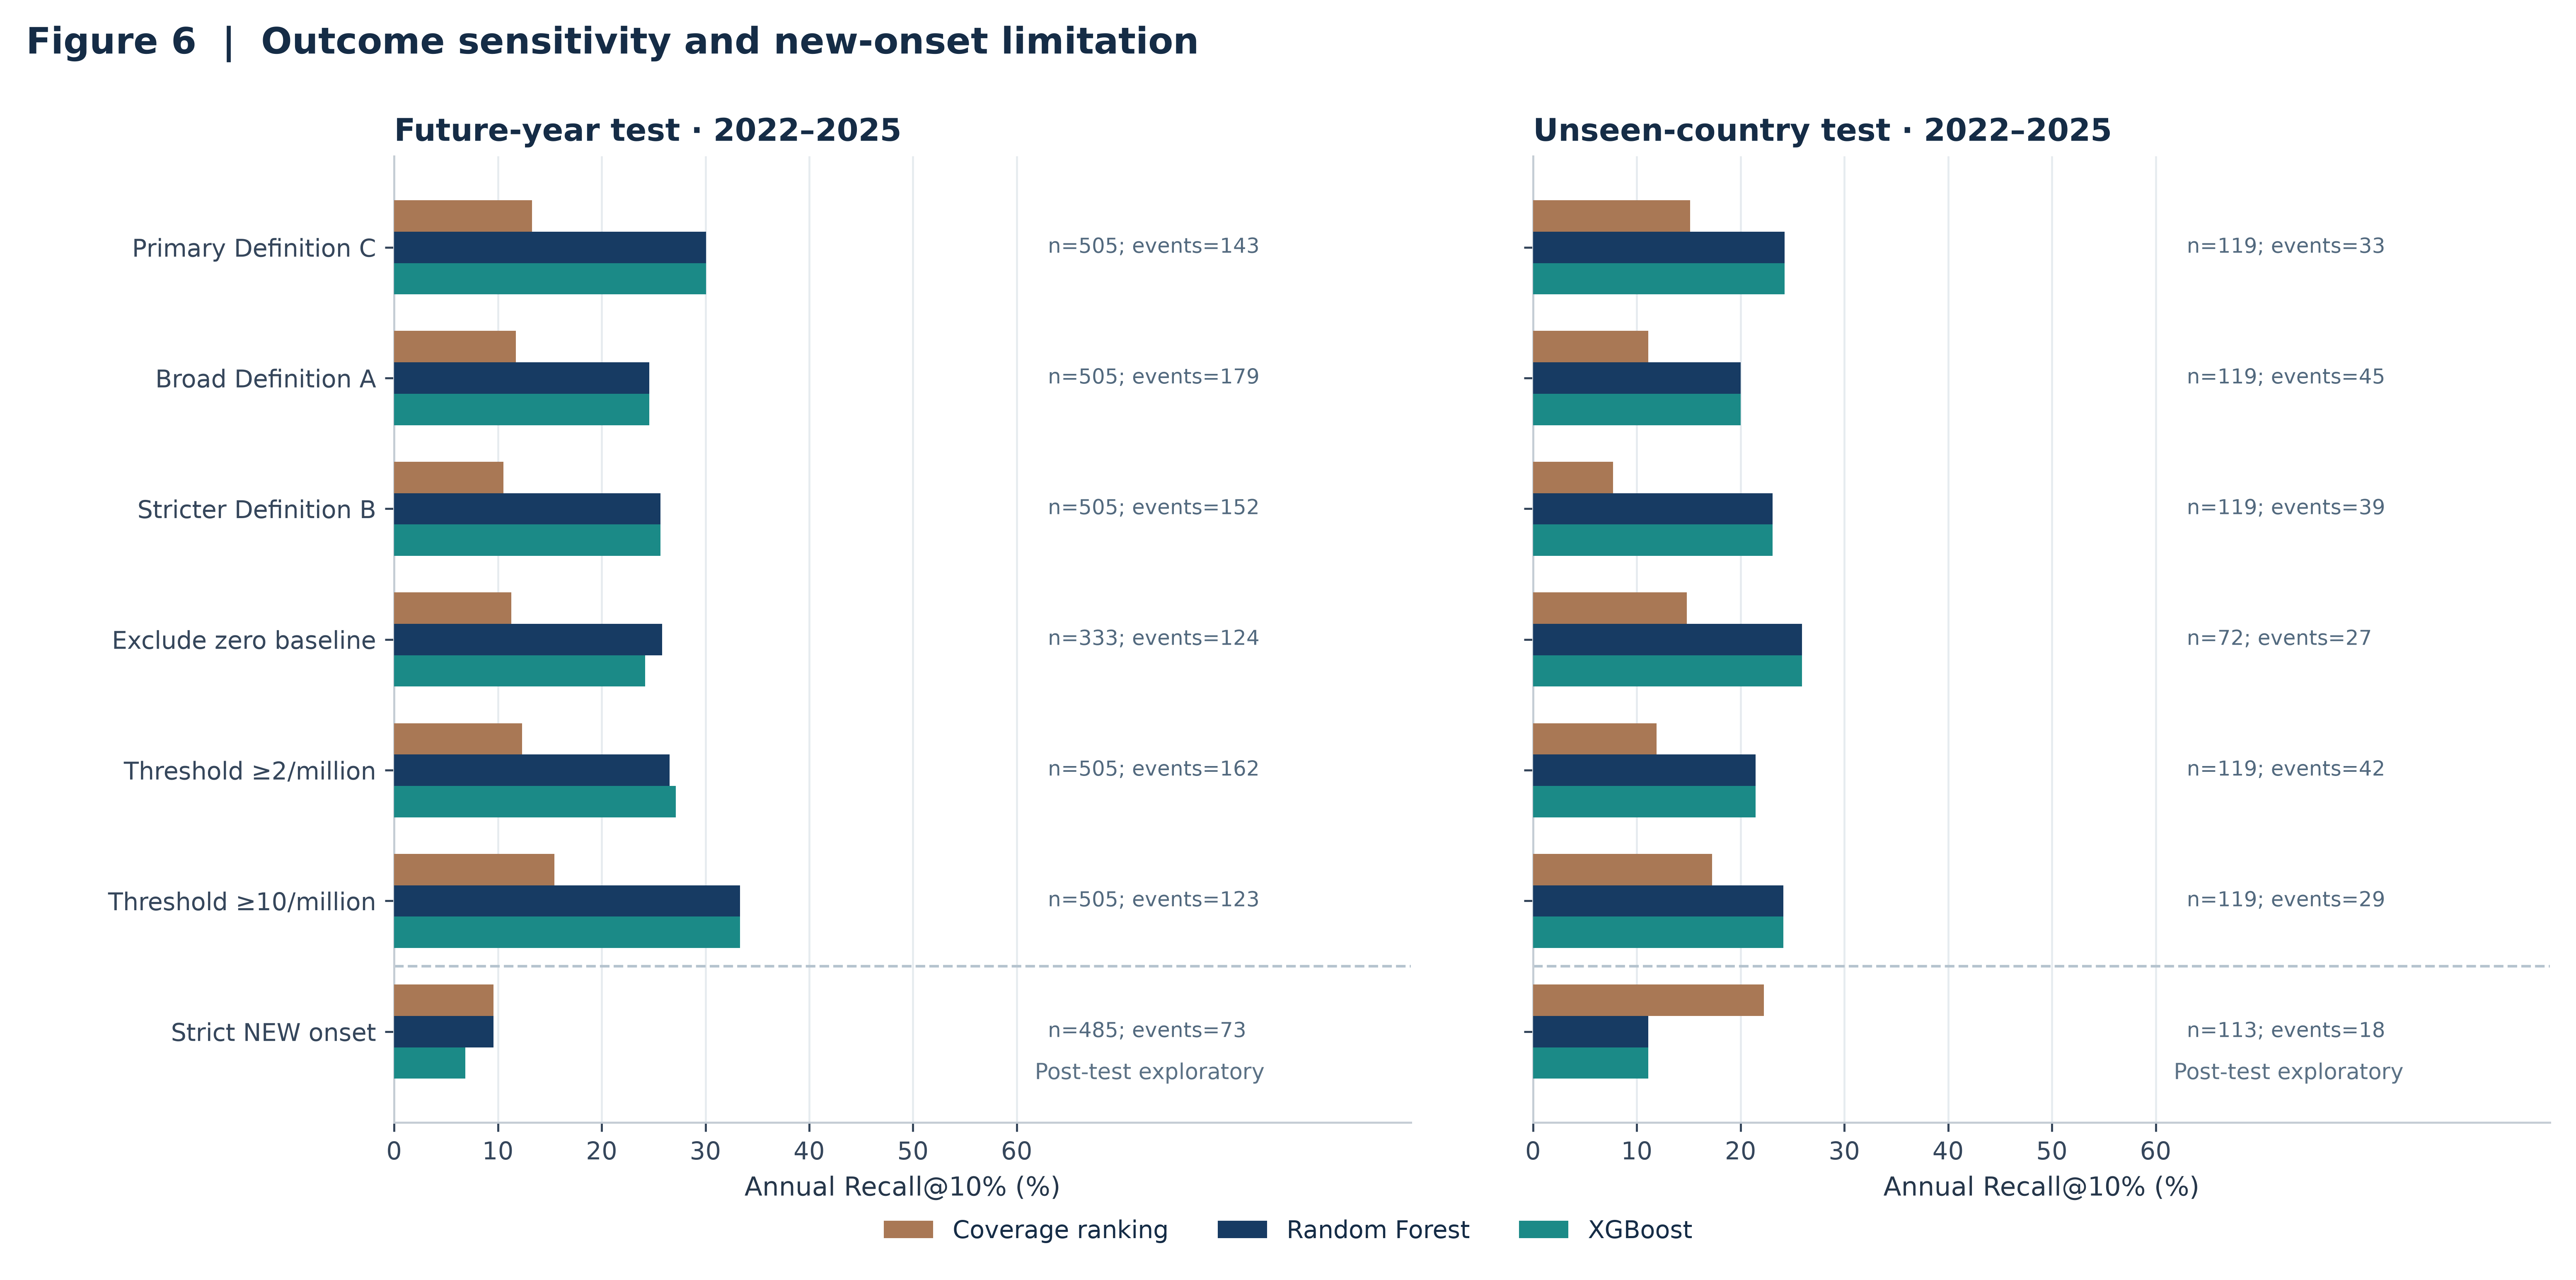 Figure 6 | Outcome sensitivity and new-onset limitation
Future-year test · 2022–2025
Primary Definition C
n=505; events=143
Broad Definition A
n=505; events=179
Stricter Definition B
n=505; events=152
Exclude zero baseline
n=333; events=124
Threshold ≥2/million
n=505; events=162
Threshold ≥10/million
n=505; events=123
Strict NEW onset
n=485; events=73
Post-test exploratory
0 10 20 30 40 50 60
Annual Recall@10% (%)
Unseen-country test · 2022–2025
n=119; events=33
n=119; events=45
n=119; events=39
n=72; events=27
n=119; events=42
n=119; events=29
n=113; events=18
Post-test exploratory
0 10 20 30 40 50 60
Annual Recall@10% (%)
Coverage ranking Random Forest XGBoost